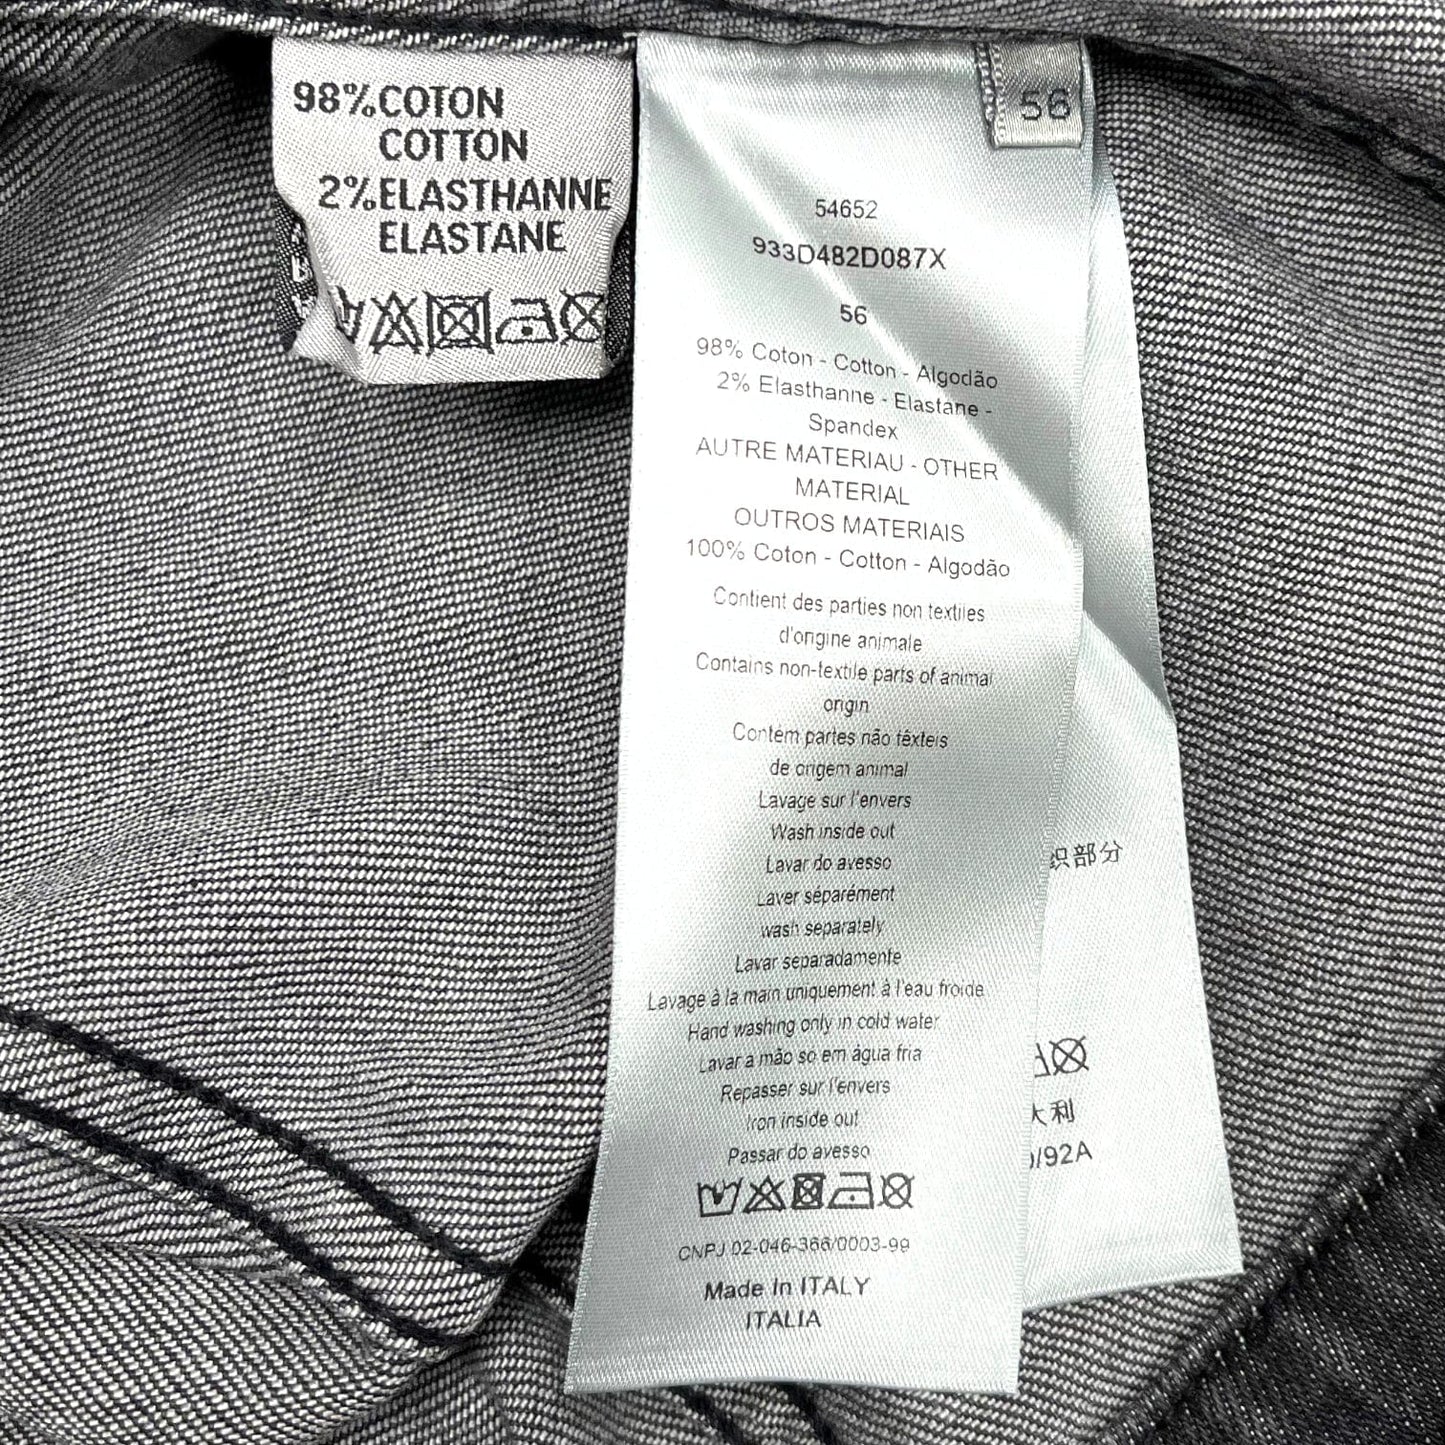 98% COTON
COTTON
2% ELASTHANNE
ELASTANE
56
54652
933D482D087X
56
98% Coton - Cotton - Algodão
2% Elasthanne - Elastane -
Spandex
AUTRE MATERIAU - OTHER
MATERIAL
OUTROS MATERIAIS
100% Coton - Cotton - Algodão
Contient des parties non textiles
d'origine animale
Contains non-textile parts of animal
origin
Contém partes não têxteis
de origem animal
Lavage sur l'envers
Wash inside out
Lavar do avesso
Laver séparément
wash separately
Lavar separadamente
Lavage à la main uniquement à l'eau froide
Hand washing only in cold water
Lavar a mão so em água fria
Repasser sur l'envers
Iron inside out
Passar do avesso
CNPJ 02-046-366/0003-99
Made In ITALY
ITALIA
织部分
大利
/92A